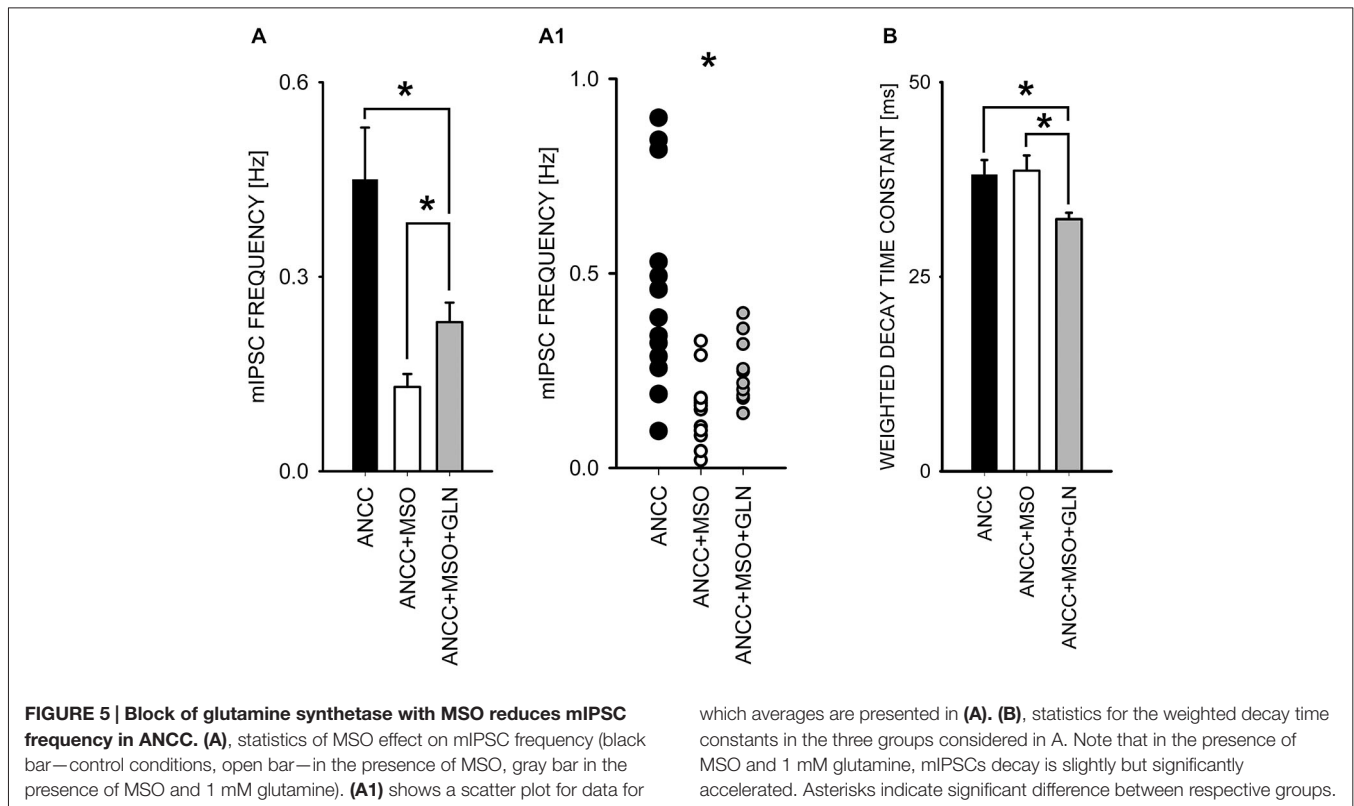 A
A1
B
0.6
0.3
0.0
mIPSC FREQUENCY [Hz]
*
*
ANCC
ANCC+MSO
ANCC+MSO+GLN
*
1.0
0.5
0.0
mIPSC FREQUENCY [Hz]
ANCC
ANCC+MSO
ANCC+MSO+GLN
50
25
0
WEIGHTED DECAY TIME CONSTANT [ms]
*
*
ANCC
ANCC+MSO
ANCC+MSO+GLN
FIGURE 5 | Block of glutamine synthetase with MSO reduces mIPSC
frequency in ANCC. (A), statistics of MSO effect on mIPSC frequency (black
bar—control conditions, open bar—in the presence of MSO, gray bar in the
presence of MSO and 1 mM glutamine). (A1) shows a scatter plot for data for
which averages are presented in (A). (B), statistics for the weighted decay time
constants in the three groups considered in A. Note that in the presence of
MSO and 1 mM glutamine, mIPSCs decay is slightly but significantly
accelerated. Asterisks indicate significant difference between respective groups.